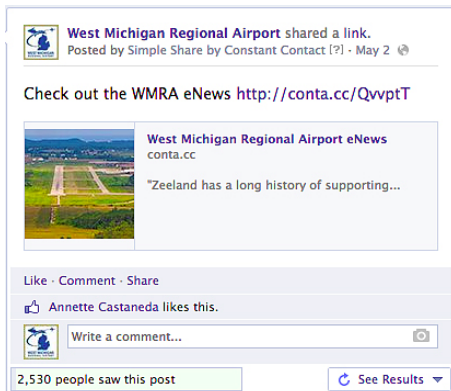 West Michigan Regional Airport shared a link.
Posted by Simple Share by Constant Contact [?] · May 2
Check out the WMRA eNews http://conta.cc/QvvptT
West Michigan Regional Airport eNews
conta.cc
"Zeeland has a long history of supporting...
Like · Comment · Share
Annette Castaneda likes this.
Write a comment...
2,530 people saw this post
See Results